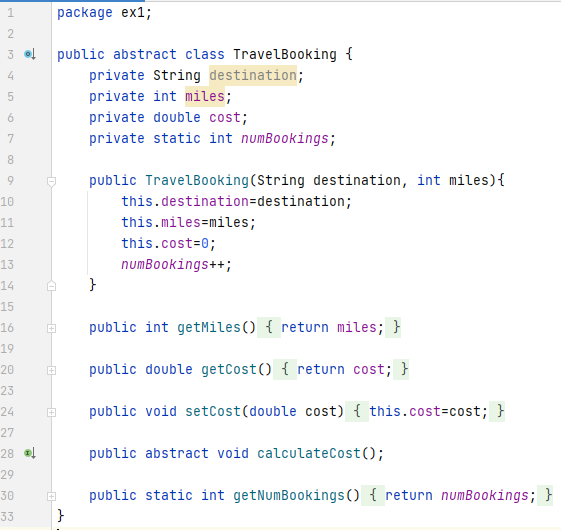 1 package ex1;
2
3 public abstract class TravelBooking {
4 private String destination;
5 private int miles;
6 private double cost;
7 private static int numBookings;
8
9 public TravelBooking(String destination, int miles){
10 this.destination=destination;
11 this.miles=miles;
12 this.cost=0;
13 numBookings++;
14 }
15
16 public int getMiles() { return miles; }
19
20 public double getCost() { return cost; }
23
24 public void setCost(double cost) { this.cost=cost; }
27
28 public abstract void calculateCost();
29
30 public static int getNumBookings() { return numBookings; }
33 }